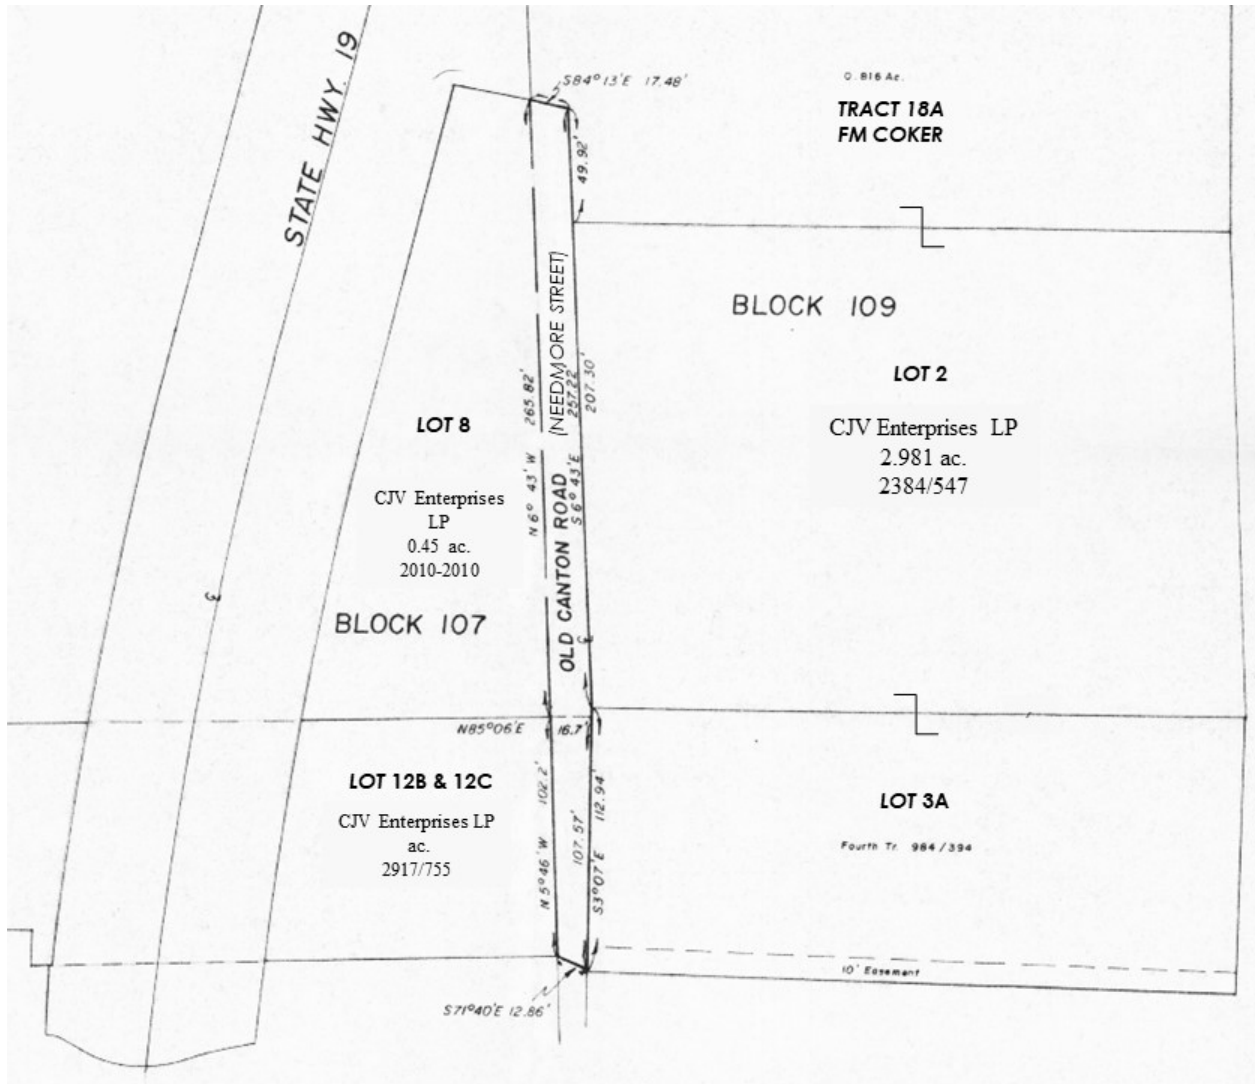 STATE HWY. 19
S84°13'E 17.48'
0.816 Ac.
TRACT 18A
FM COKER
49.92'
(NEEDMORE STREET)
BLOCK 109
265.82'
257.22'
207.30'
LOT 2
LOT 8
CJV Enterprises LP
2.981 ac.
2384/547
N6° 43' W
OLD CANTON ROAD
S 6° 43'E
CJV Enterprises
LP
0.45 ac.
2010-2010
BLOCK 107
N85°06'E
16.7'
LOT 12B & 12C
102.2'
112.94'
LOT 3A
CJV Enterprises LP
ac.
2917/755
107.57'
Fourth Tr. 984/394
N5°46' W
S3°07'E
10' Easement
S71°40'E 12.86'